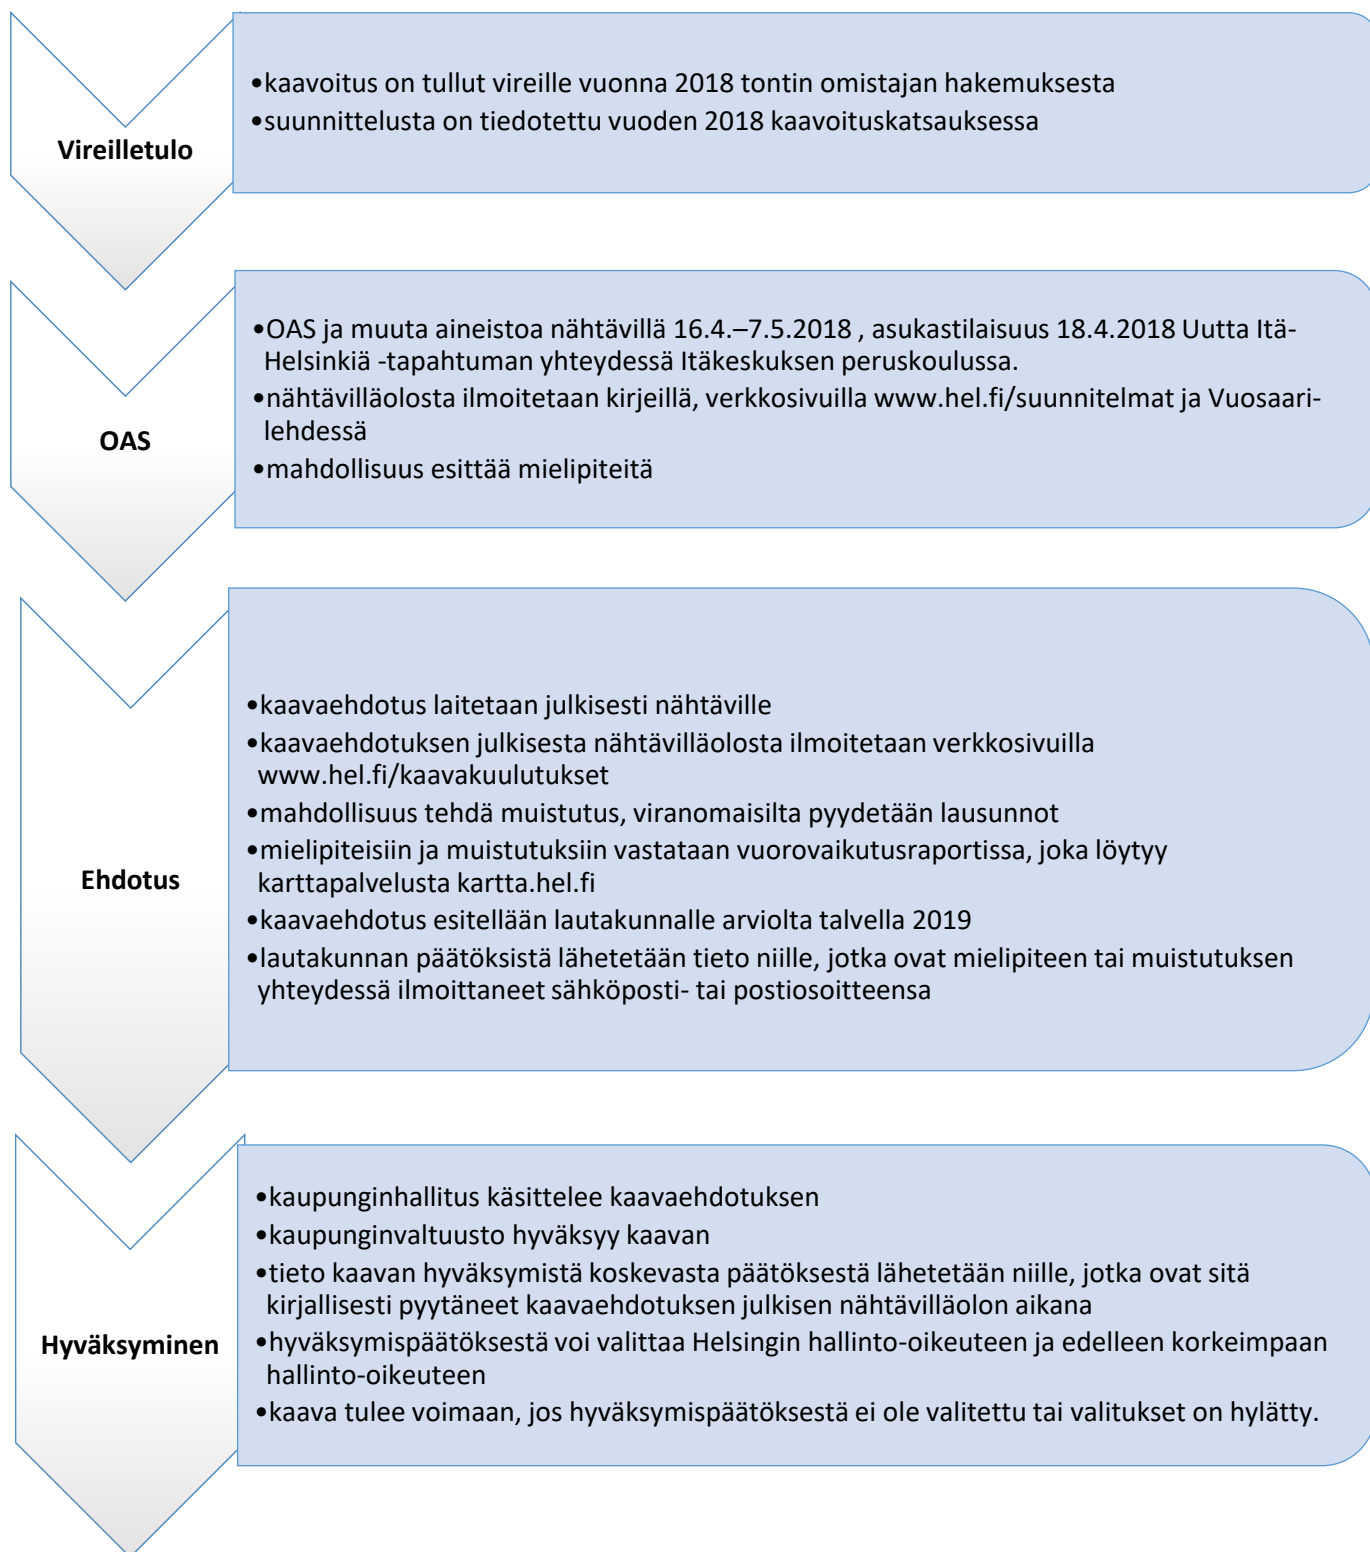 Vireilletulo
•kaavoitus on tullut vireille vuonna 2018 tontin omistajan hakemuksesta
•suunnittelusta on tiedotettu vuoden 2018 kaavoituskatsauksessa
OAS
•OAS ja muuta aineistoa nähtävillä 16.4.–7.5.2018 , asukastilaisuus 18.4.2018 Uutta Itä-
Helsinkiä -tapahtuman yhteydessä Itäkeskuksen peruskoulussa.
•nähtävilläolosta ilmoitetaan kirjeillä, verkkosivuilla www.hel.fi/suunnitelmat ja Vuosaari-
lehdessä
•mahdollisuus esittää mielipiteitä
Ehdotus
•kaavaehdotus laitetaan julkisesti nähtäville
•kaavaehdotuksen julkisesta nähtävilläolosta ilmoitetaan verkkosivuilla
www.hel.fi/kaavakuulutukset
•mahdollisuus tehdä muistutus, viranomaisilta pyydetään lausunnot
•mielipiteisiin ja muistutuksiin vastataan vuorovaikutusraportissa, joka löytyy
karttapalvelusta kartta.hel.fi
•kaavaehdotus esitellään lautakunnalle arviolta talvella 2019
•lautakunnan päätöksistä lähetetään tieto niille, jotka ovat mielipiteen tai muistutuksen
yhteydessä ilmoittaneet sähköposti- tai postiosoitteensa
Hyväksyminen
•kaupunginhallitus käsittelee kaavaehdotuksen
•kaupunginvaltuusto hyväksyy kaavan
•tieto kaavan hyväksymistä koskevasta päätöksestä lähetetään niille, jotka ovat sitä
kirjallisesti pyytäneet kaavaehdotuksen julkisen nähtävilläolon aikana
•hyväksymispäätöksestä voi valittaa Helsingin hallinto-oikeuteen ja edelleen korkeimpaan
hallinto-oikeuteen
•kaava tulee voimaan, jos hyväksymispäätöksestä ei ole valitettu tai valitukset on hylätty.